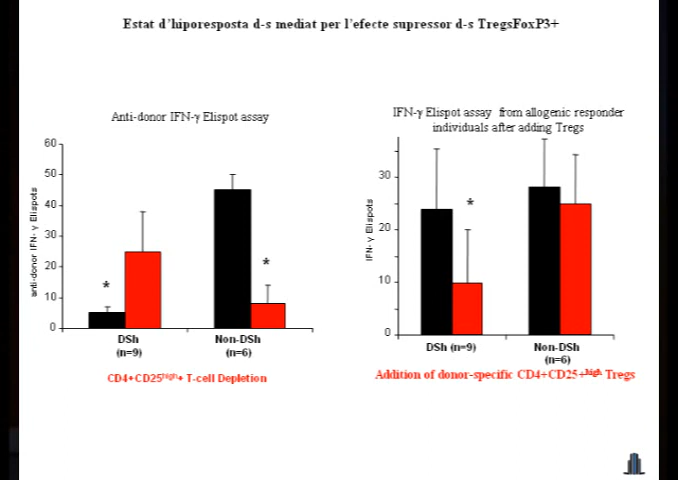 Estat d'hiporesposta d-s mediat per l'efecte supressor d-s TregsFoxP3+
Anti-donor IFN-γ Elispot assay
anti-donor IFN- γ Elispots
60
50
40
30
20
10
0
*
*
DSh
(n=9)
Non-DSh
(n=6)
CD4+CD25high+ T-cell Depletion
IFN-γ Elispot assay from allogenic responder
individuals after adding Tregs
IFN- γ Elispots
30
20
10
0
*
DSh (n=9)
Non-DSh
(n=6)
Addition of donor-specific CD4+CD25+high Tregs